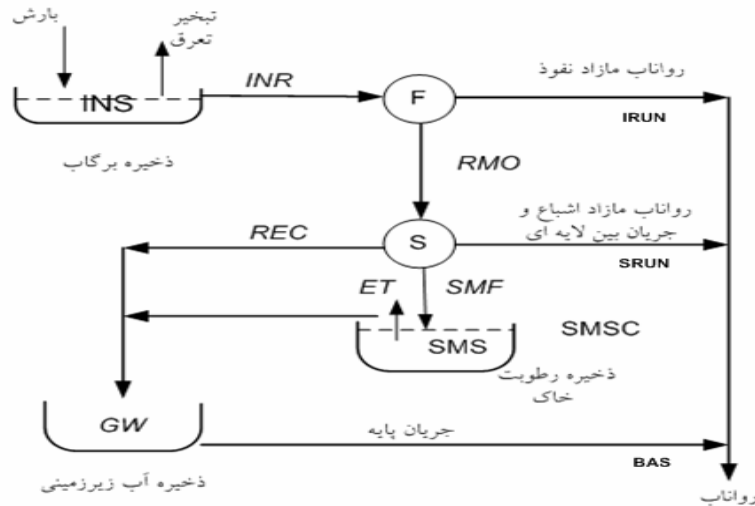 بارش
تبخیر
تعرق
INS
ذخیره برگاب
INR
F
رواناب مازاد نفوذ
IRUN
RMO
REC
S
رواناب مازاد اشباع و
جریان بین لایه ای
SRUN
ET
SMF
SMS
SMSC
ذخیره رطوبت
خاک
GW
جریان پایه
BAS
ذخیره آب زیرزمینی
رواناب